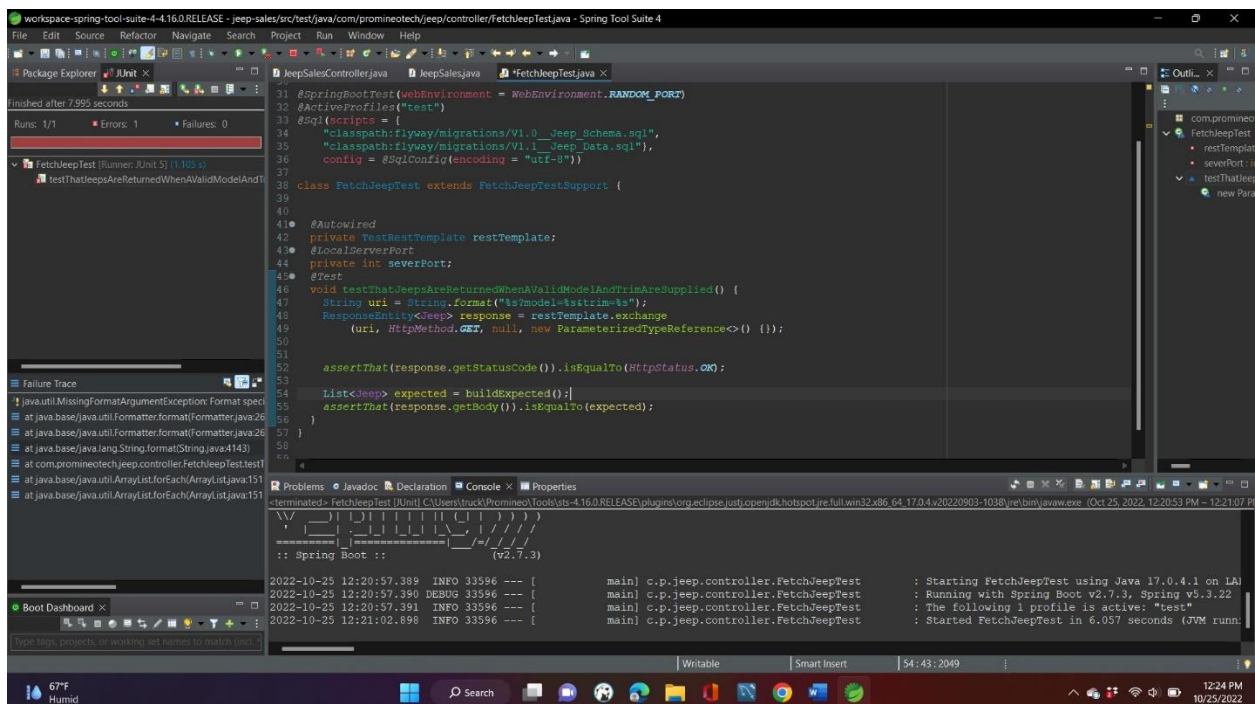 workspace-spring-tool-suite-4-4.16.0.RELEASE - jeep-sales/src/test/java/com/promineotech/jeep/controller/FetchJeepTest.java - Spring Tool Suite 4
File Edit Source Refactor Navigate Search Project Run Window Help
Package Explorer JUnit
Finished after 7.995 seconds
Runs: 1/1 Errors: 1 Failures: 0
FetchJeepTest [Runner: JUnit 5] (1.105 s)
testThatJeepsAreReturnedWhenAValidModelAndTr
JeepSalesController.java JeepSales.java *FetchJeepTest.java
31 @SpringBootTest(webEnvironment = WebEnvironment.RANDOM_PORT)
32 @ActiveProfiles("test")
33 @Sql(scripts = {
34 "classpath:flyway/migrations/V1.0__Jeep_Schema.sql",
35 "classpath:flyway/migrations/V1.1__Jeep_Data.sql"},
36 config = @SqlConfig(encoding = "utf-8"))
37
38 class FetchJeepTest extends FetchJeepTestSupport {
39
40
41 @Autowired
42 private TestRestTemplate restTemplate;
43 @LocalServerPort
44 private int severPort;
45 @Test
46 void testThatJeepsAreReturnedWhenAValidModelAndTrimAreSupplied() {
47 String uri = String.format("%s?model=%s&trim=%s");
48 ResponseEntity<Jeep> response = restTemplate.exchange
49 (uri, HttpMethod.GET, null, new ParameterizedTypeReference<>() {});
50
51
52 assertThat(response.getStatusCode()).isEqualTo(HttpStatus.OK);
53
54 List<Jeep> expected = buildExpected();
55 assertThat(response.getBody()).isEqualTo(expected);
56 }
57 }
58
59
Outli...
com.promineo
FetchJeepTest
restTemplat
severPort : i
testThatJeep
new Para
Failure Trace
java.util.MissingFormatArgumentException: Format speci
at java.base/java.util.Formatter.format(Formatter.java:26
at java.base/java.util.Formatter.format(Formatter.java:26
at java.base/java.lang.String.format(String.java:4143)
at com.promineotech.jeep.controller.FetchJeepTest.testT
at java.base/java.util.ArrayList.forEach(ArrayList.java:151
at java.base/java.util.ArrayList.forEach(ArrayList.java:151
Problems Javadoc Declaration Console Properties
<terminated> FetchJeepTest [JUnit] C:\Users\truck\Promineo\Tools\sts-4.16.0.RELEASE\plugins\org.eclipse.justj.openjdk.hotspot.jre.full.win32.x86_64_17.0.4.v20220903-1038\jre\bin\javaw.exe (Oct 25, 2022, 12:20:53 PM – 12:21:07 P
:: Spring Boot :: (v2.7.3)
2022-10-25 12:20:57.389 INFO 33596 --- [ main] c.p.jeep.controller.FetchJeepTest : Starting FetchJeepTest using Java 17.0.4.1 on LA
2022-10-25 12:20:57.390 DEBUG 33596 --- [ main] c.p.jeep.controller.FetchJeepTest : Running with Spring Boot v2.7.3, Spring v5.3.22
2022-10-25 12:20:57.391 INFO 33596 --- [ main] c.p.jeep.controller.FetchJeepTest : The following 1 profile is active: "test"
2022-10-25 12:21:02.898 INFO 33596 --- [ main] c.p.jeep.controller.FetchJeepTest : Started FetchJeepTest in 6.057 seconds (JVM runn
Boot Dashboard
Type tags, projects, or working set names to match (incl. *
Writable Smart Insert 54 : 43 : 2049
67°F
Humid
Search
12:24 PM
10/25/2022